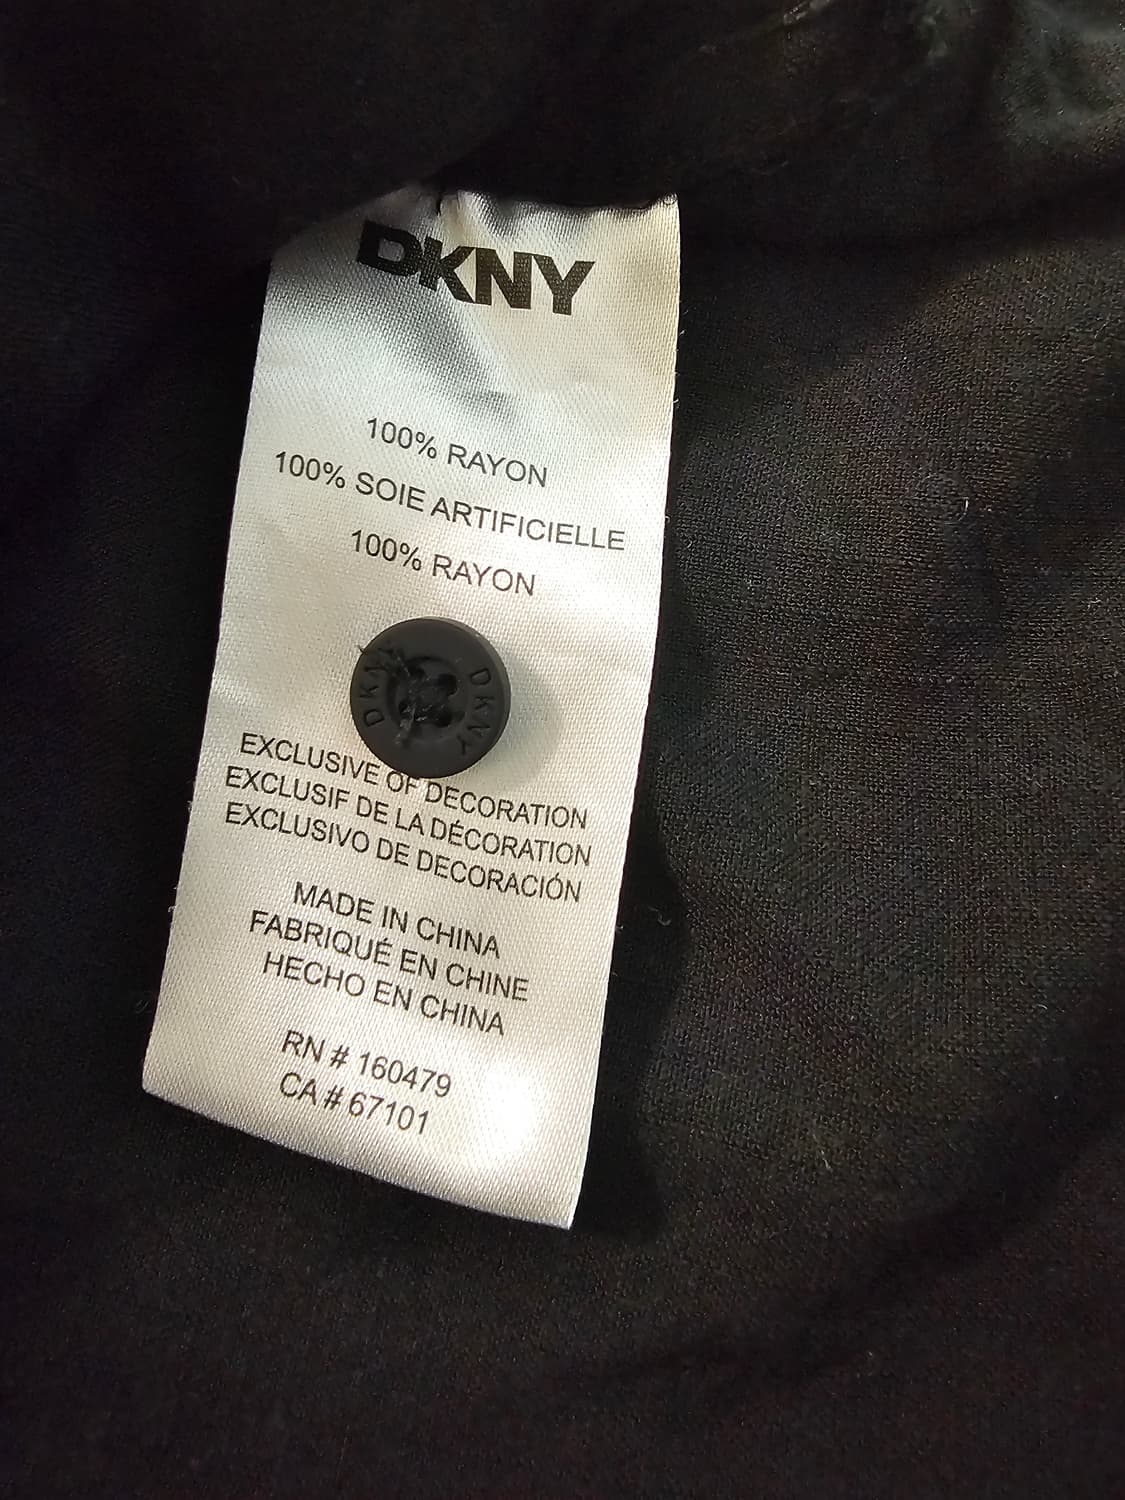 DKNY
100% RAYON
100% SOIE ARTIFICIELLE
100% RAYON
DKNY DKNY
EXCLUSIVE OF DECORATION
EXCLUSIF DE LA DÉCORATION
EXCLUSIVO DE DECORACIÓN
MADE IN CHINA
FABRIQUÉ EN CHINE
HECHO EN CHINA
RN # 160479
CA # 67101